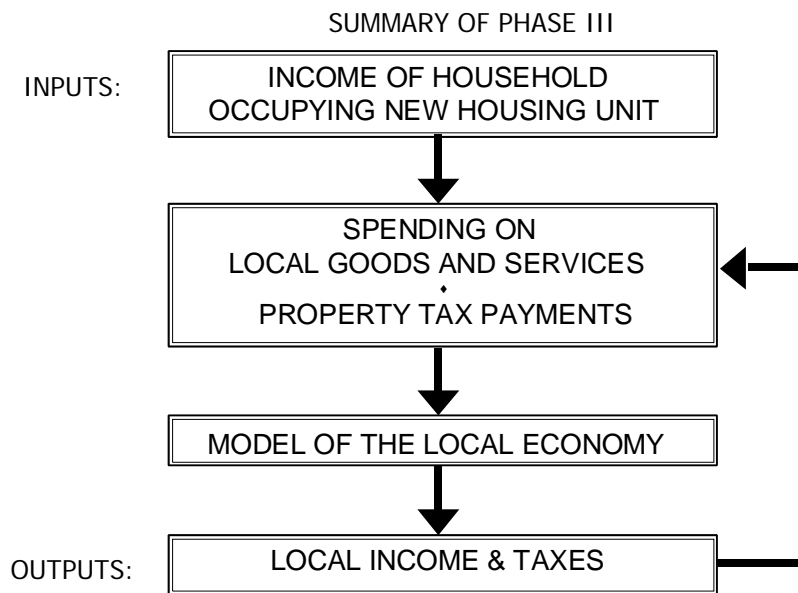 SUMMARY OF PHASE III
INPUTS:
INCOME OF HOUSEHOLD
OCCUPYING NEW HOUSING UNIT
SPENDING ON
LOCAL GOODS AND SERVICES
♦
PROPERTY TAX PAYMENTS
MODEL OF THE LOCAL ECONOMY
OUTPUTS:
LOCAL INCOME & TAXES